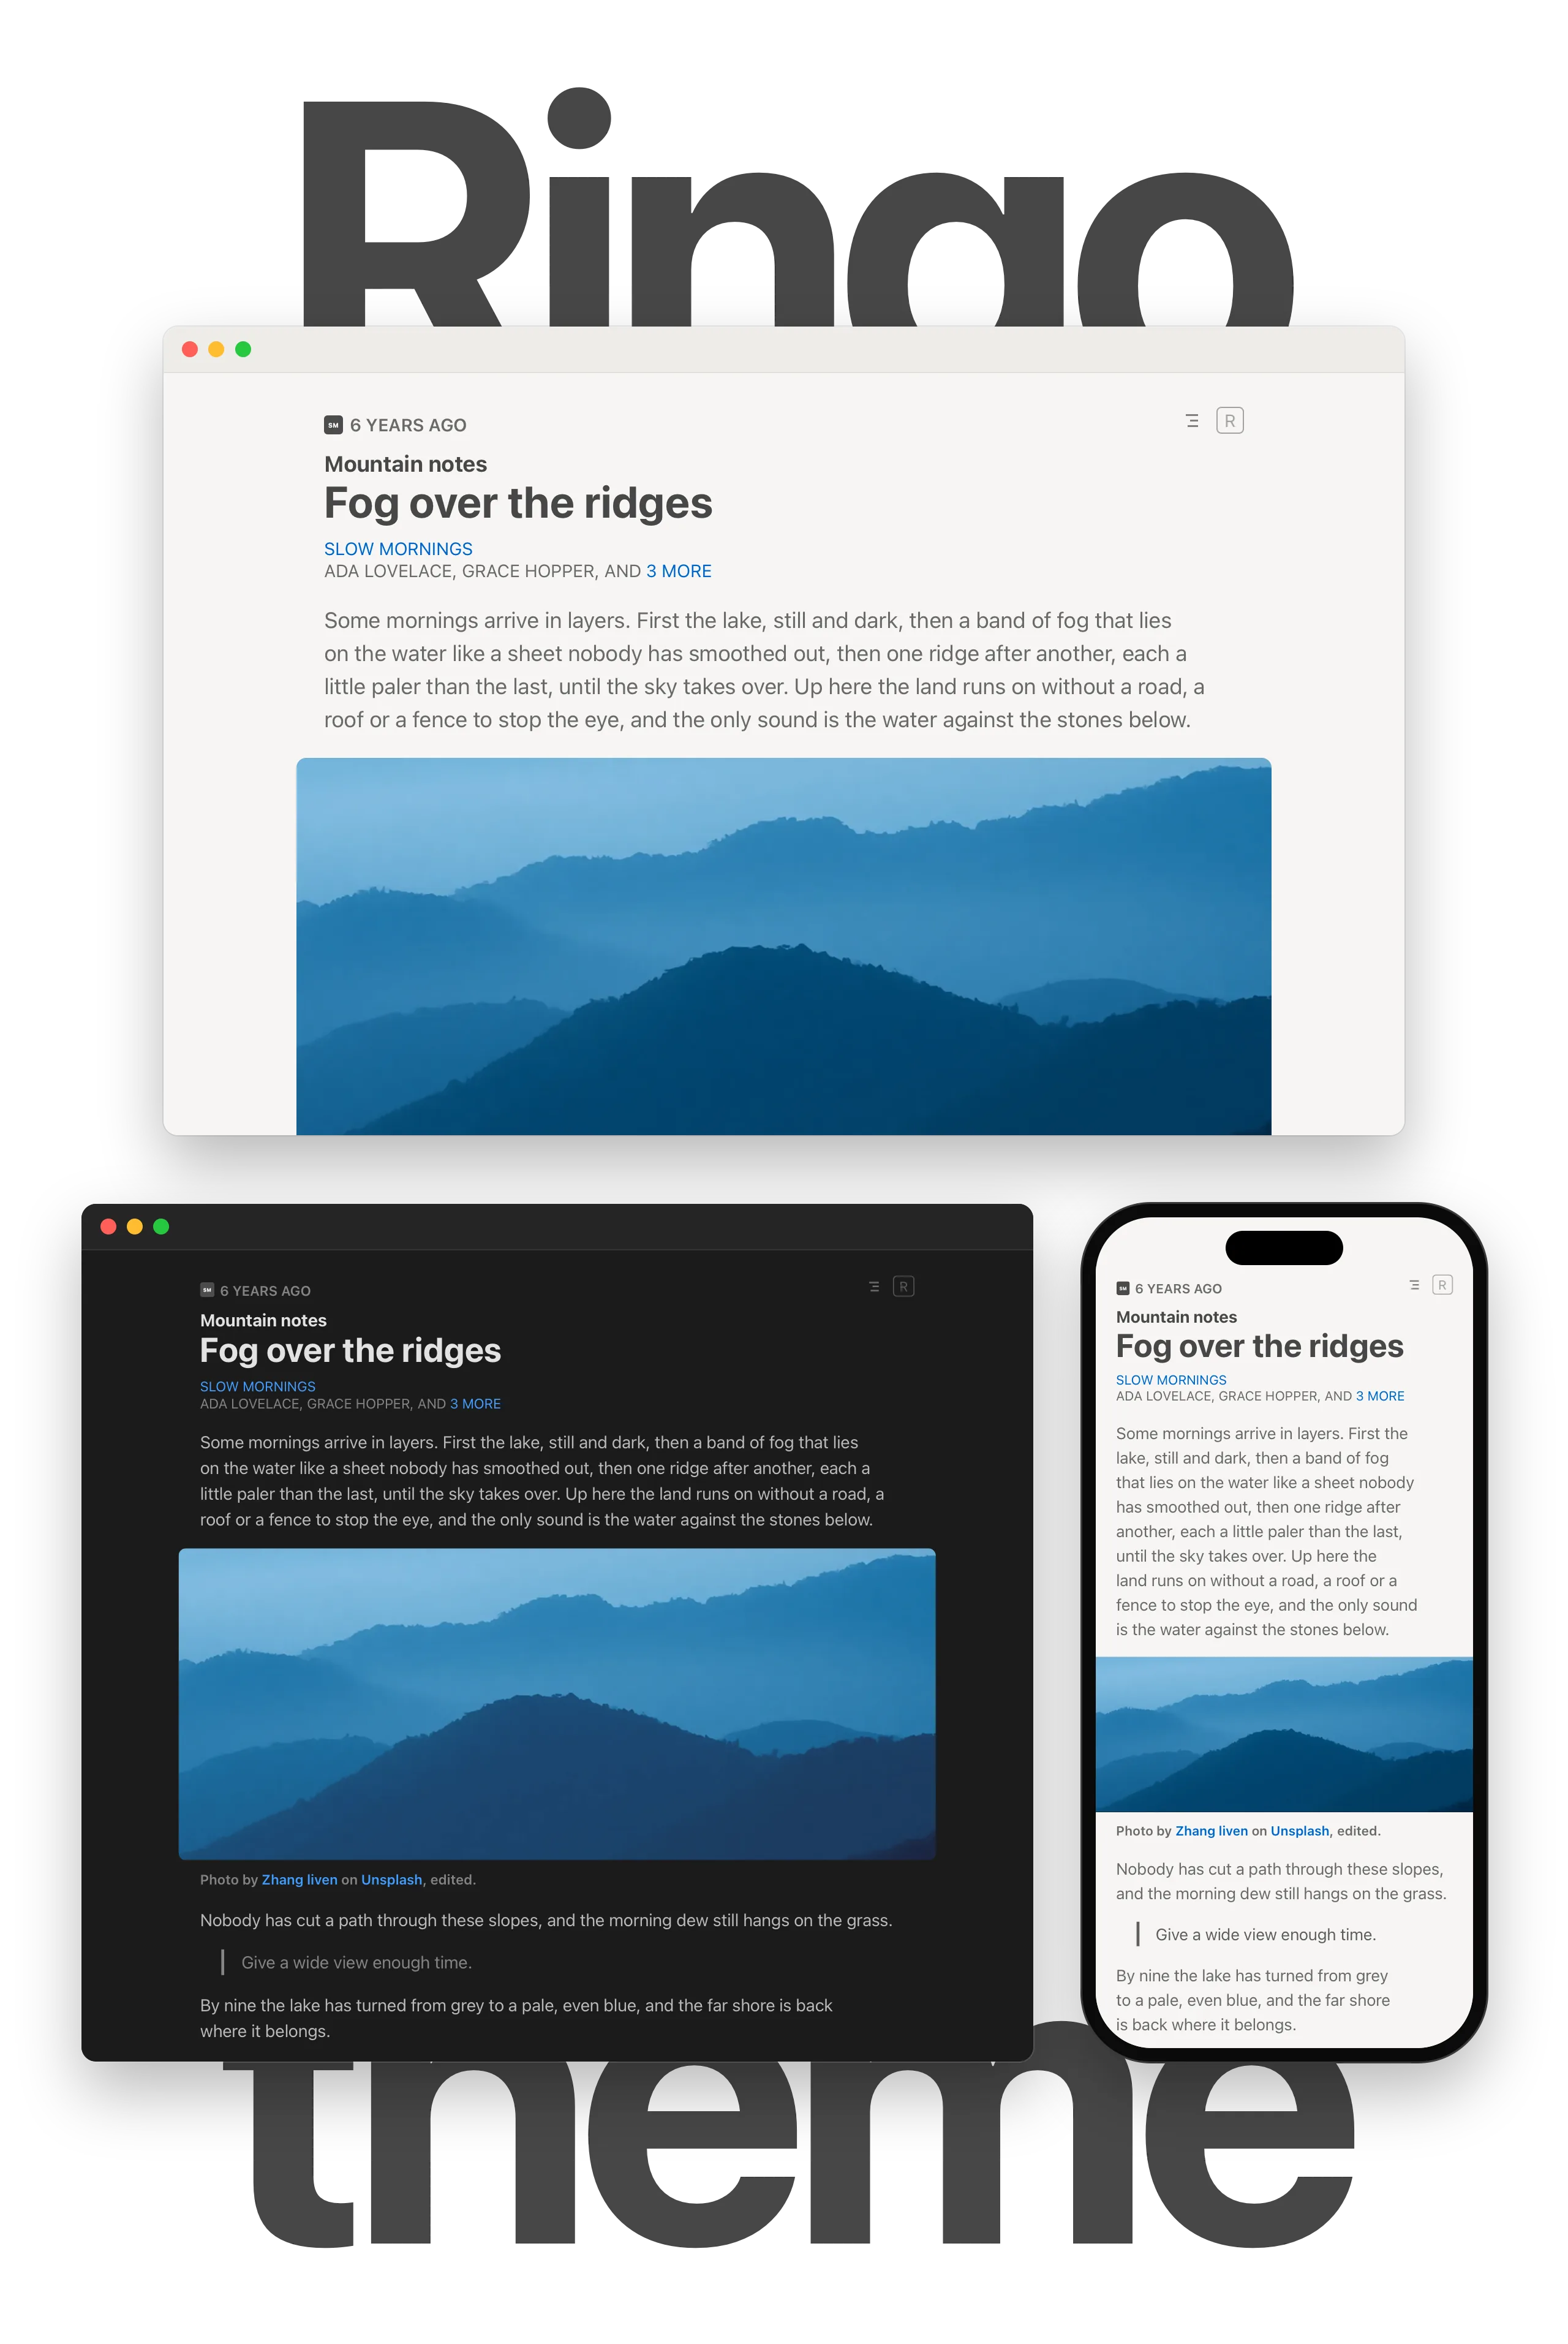 Ringo
SM 6 YEARS AGO
R
Mountain notes
Fog over the ridges
SLOW MORNINGS
ADA LOVELACE, GRACE HOPPER, AND 3 MORE
Some mornings arrive in layers. First the lake, still and dark, then a band of fog that lies
on the water like a sheet nobody has smoothed out, then one ridge after another, each a
little paler than the last, until the sky takes over. Up here the land runs on without a road, a
roof or a fence to stop the eye, and the only sound is the water against the stones below.
SM 6 YEARS AGO
R
Mountain notes
Fog over the ridges
SLOW MORNINGS
ADA LOVELACE, GRACE HOPPER, AND 3 MORE
Some mornings arrive in layers. First the lake, still and dark, then a band of fog that lies
on the water like a sheet nobody has smoothed out, then one ridge after another, each a
little paler than the last, until the sky takes over. Up here the land runs on without a road, a
roof or a fence to stop the eye, and the only sound is the water against the stones below.
Photo by Zhang liven on Unsplash, edited.
Nobody has cut a path through these slopes, and the morning dew still hangs on the grass.
Give a wide view enough time.
By nine the lake has turned from grey to a pale, even blue, and the far shore is back
where it belongs.
SM 6 YEARS AGO
R
Mountain notes
Fog over the ridges
SLOW MORNINGS
ADA LOVELACE, GRACE HOPPER, AND 3 MORE
Some mornings arrive in layers. First the
lake, still and dark, then a band of fog
that lies on the water like a sheet nobody
has smoothed out, then one ridge after
another, each a little paler than the last,
until the sky takes over. Up here the
land runs on without a road, a roof or a
fence to stop the eye, and the only sound
is the water against the stones below.
Photo by Zhang liven on Unsplash, edited.
Nobody has cut a path through these slopes,
and the morning dew still hangs on the grass.
Give a wide view enough time.
By nine the lake has turned from grey
to a pale, even blue, and the far shore
is back where it belongs.
theme